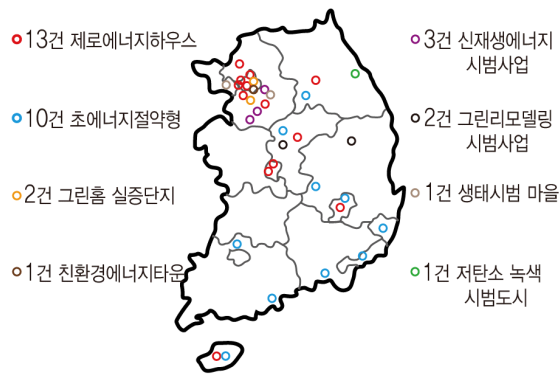 13건 제로에너지하우스
10건 초에너지절약형
2건 그린홈 실증단지
1건 친환경에너지타운
3건 신재생에너지
시범사업
2건 그린리모델링
시범사업
1건 생태시범 마을
1건 저탄소 녹색
시범도시